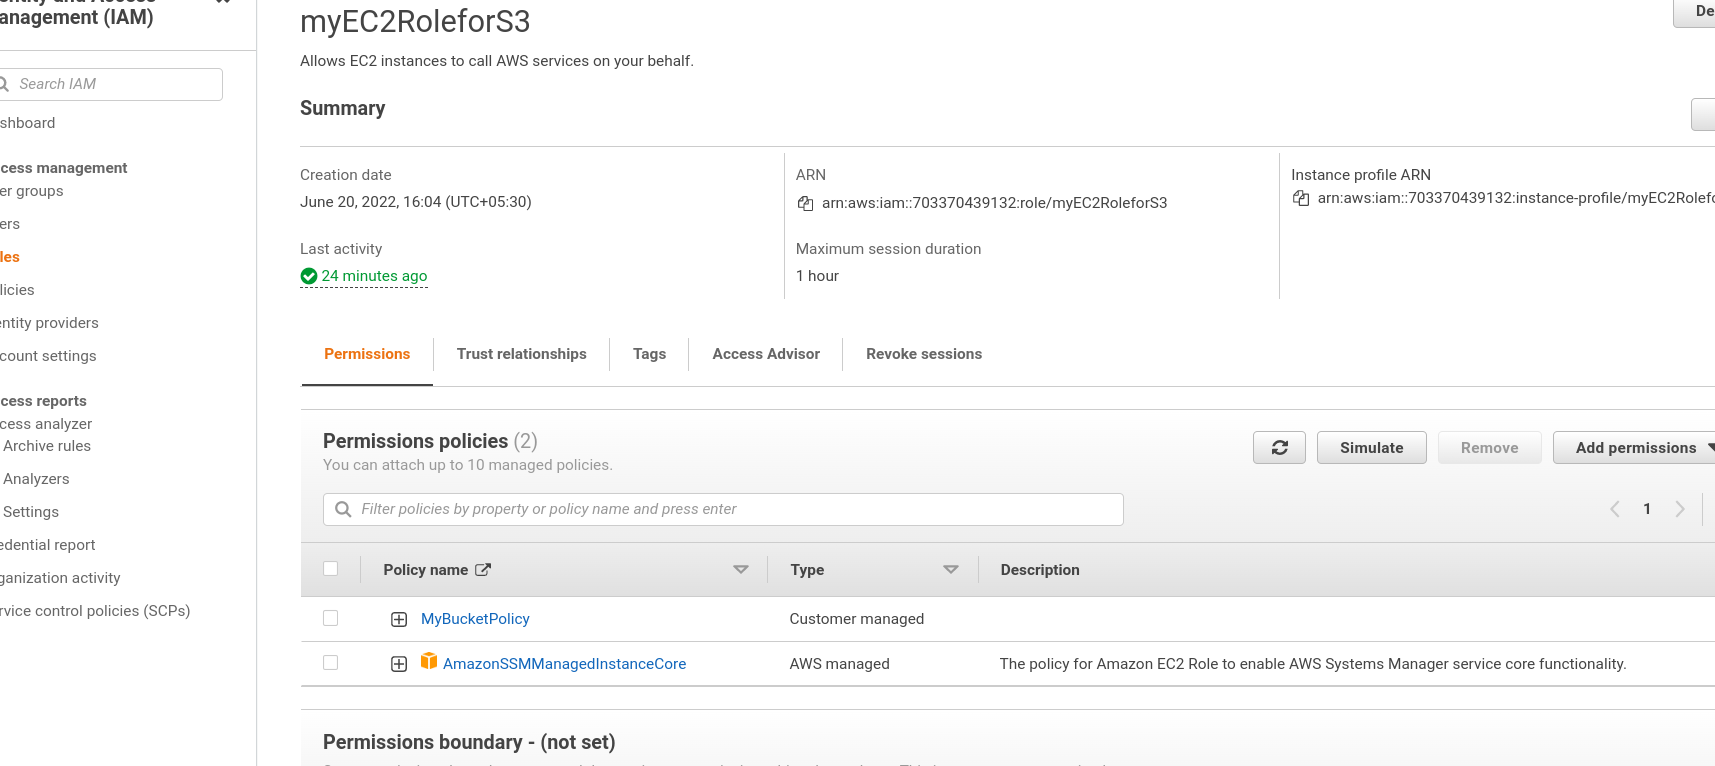 anagement (IAM)
Search IAM
shboard
cess management
er groups
ers
les
licies
entity providers
count settings
cess reports
cess analyzer
Archive rules
Analyzers
Settings
edential report
ganization activity
rvice control policies (SCPs)
myEC2RoleforS3
De
Allows EC2 instances to call AWS services on your behalf.
Summary
Creation date
June 20, 2022, 16:04 (UTC+05:30)
Last activity
24 minutes ago
ARN
arn:aws:iam::703370439132:role/myEC2RoleforS3
Maximum session duration
1 hour
Instance profile ARN
arn:aws:iam::703370439132:instance-profile/myEC2Rolefo
Permissions Trust relationships Tags Access Advisor Revoke sessions
Permissions policies (2)
You can attach up to 10 managed policies.
Simulate Remove Add permissions
Filter policies by property or policy name and press enter
1
Policy name Type Description
MyBucketPolicy Customer managed
AmazonSSMManagedInstanceCore AWS managed The policy for Amazon EC2 Role to enable AWS Systems Manager service core functionality.
Permissions boundary - (not set)